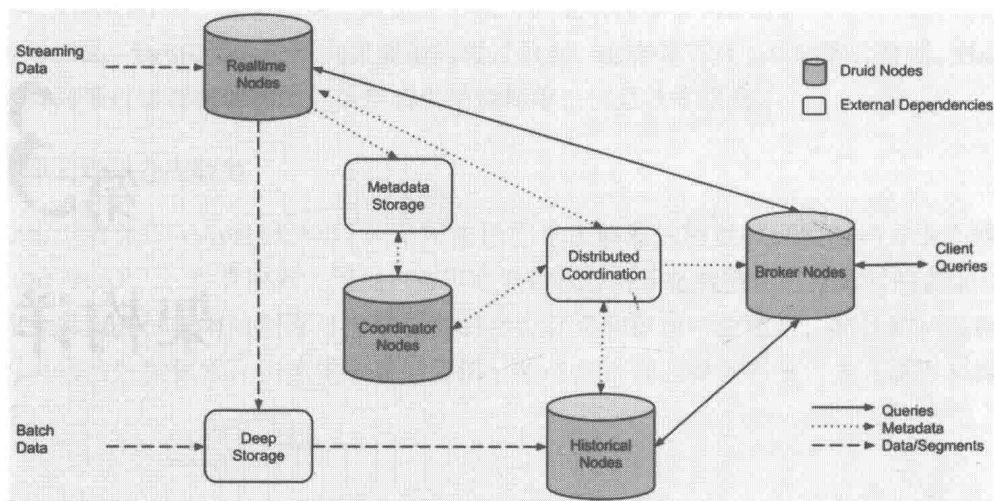 Streaming
Data
Realtime
Nodes
Druid Nodes
External Dependencies
Metadata
Storage
Distributed
Coordination
Broker Nodes
Client
Queries
Coordinator
Nodes
Batch
Data
Deep
Storage
Historical
Nodes
Queries
Metadata
Data/Segments